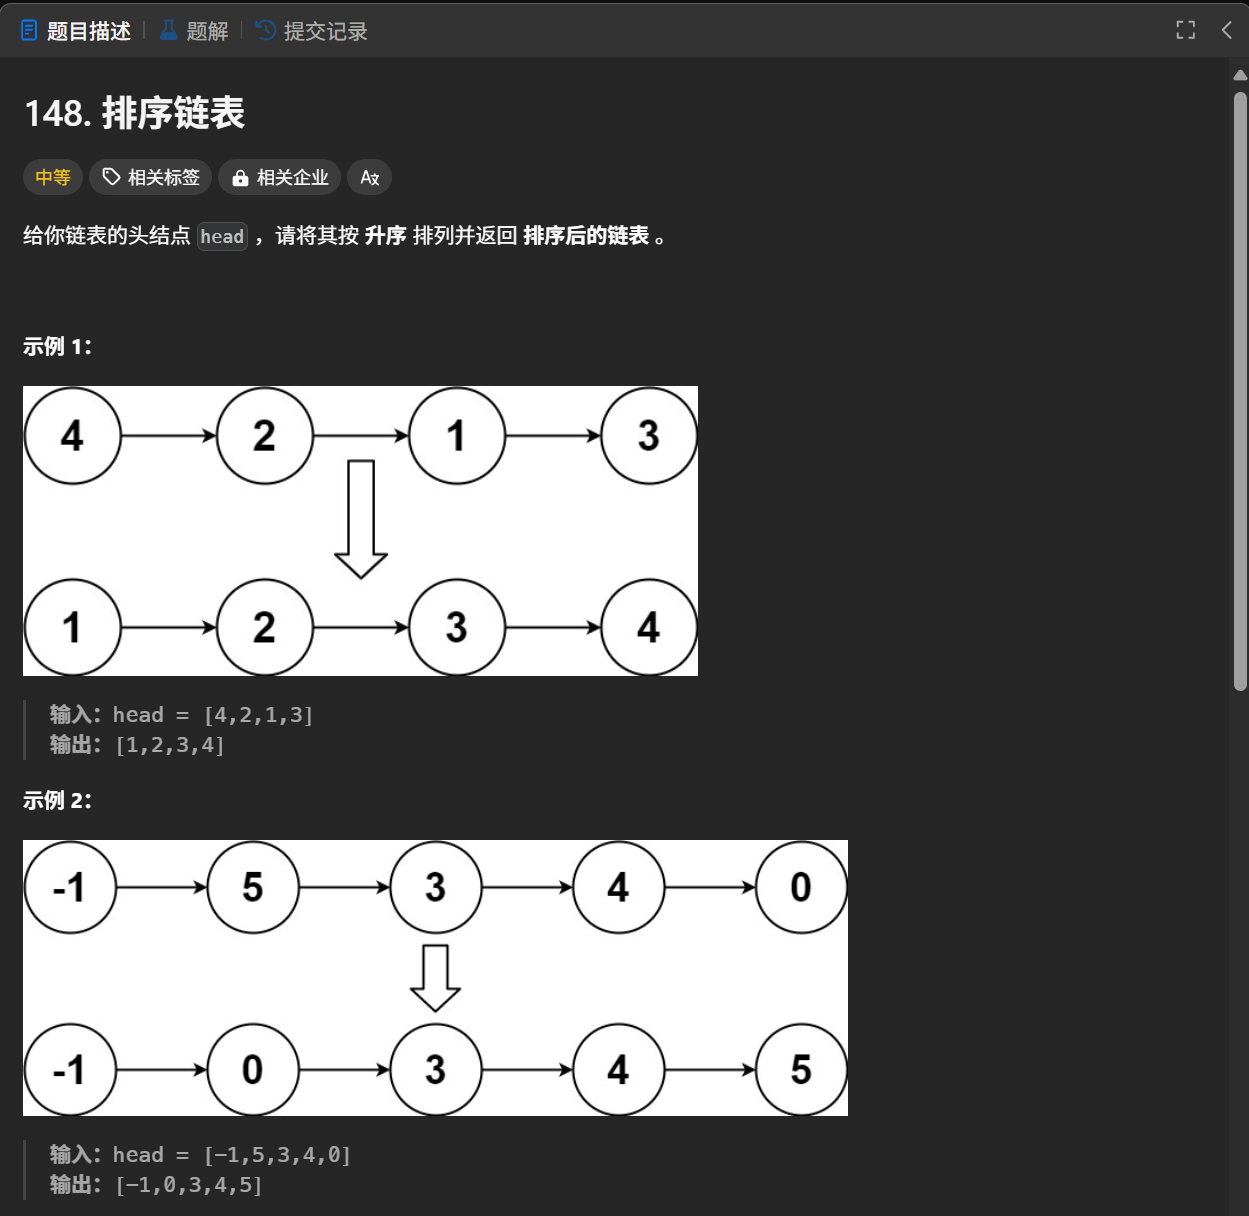 题目描述 | 题解 | 提交记录
148. 排序链表
中等 相关标签 相关企业 Aあ
给你链表的头结点 head ，请将其按 升序 排列并返回 排序后的链表 。
示例 1：
4 2 1 3
1 2 3 4
输入：head = [4,2,1,3]
输出：[1,2,3,4]
示例 2：
-1 5 3 4 0
-1 0 3 4 5
输入：head = [-1,5,3,4,0]
输出：[-1,0,3,4,5]